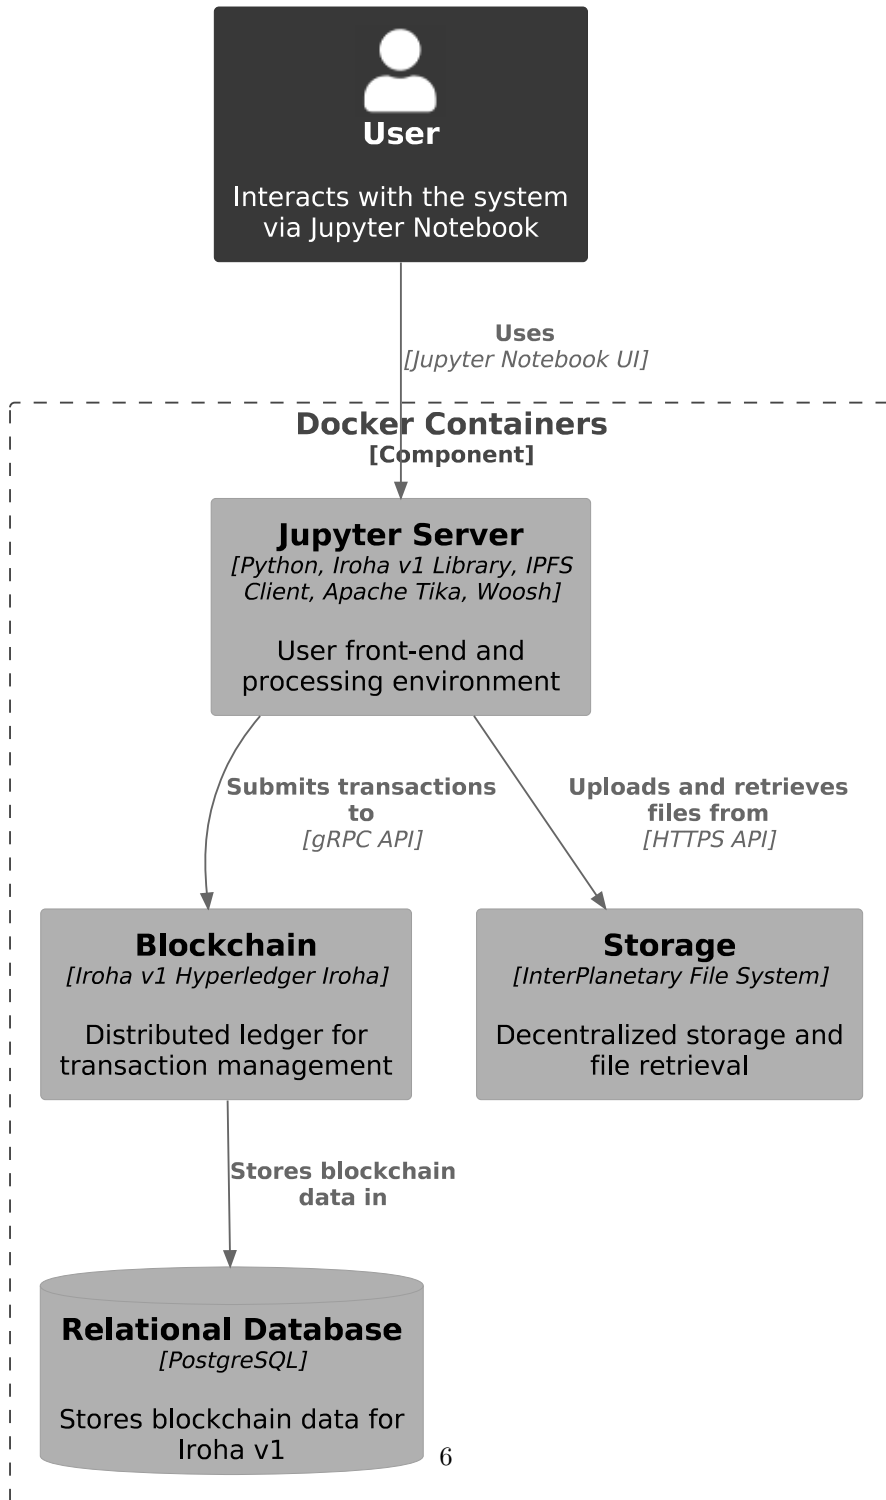 User
Interacts with the system
via Jupyter Notebook
Uses
[Jupyter Notebook UI]
Docker Containers
[Component]
Jupyter Server
[Python, Iroha v1 Library, IPFS
Client, Apache Tika, Woosh]
User front-end and
processing environment
Submits transactions
to
[gRPC API]
Uploads and retrieves
files from
[HTTPS API]
Blockchain
[Iroha v1 Hyperledger Iroha]
Distributed ledger for
transaction management
Storage
[InterPlanetary File System]
Decentralized storage and
file retrieval
Stores blockchain
data in
Relational Database
[PostgreSQL]
Stores blockchain data for
Iroha v1
6